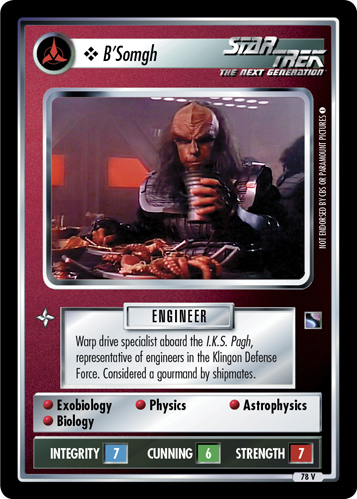 ❖ B'Somgh
STAR TREK
THE NEXT GENERATION
NOT ENDORSED BY CBS OR PARAMOUNT PICTURES
ENGINEER
Warp drive specialist aboard the I.K.S. Pagh,
representative of engineers in the Klingon Defense
Force. Considered a gourmand by shipmates.
Exobiology Physics Astrophysics
Biology
INTEGRITY 7 CUNNING 6 STRENGTH 7
78 V